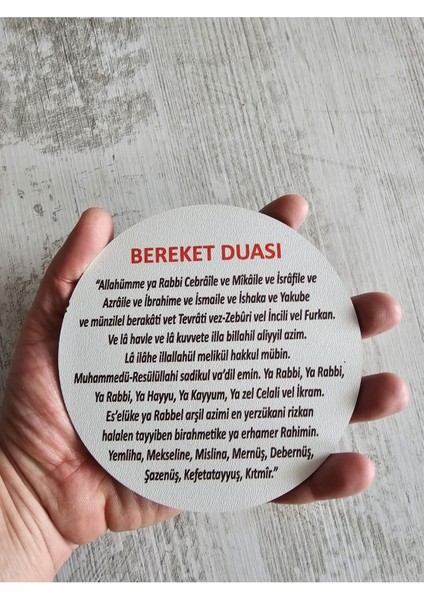 BEREKET DUASI
“Allahümme ya Rabbi Cebrâîle ve Mîkâile ve İsrâfîle ve
Azrâile ve İbrahime ve İsmaile ve İshaka ve Yakube
ve münzilel berakâti vet Tevrâti vez-Zebûri vel İncili vel Furkan.
Ve lâ havle ve lâ kuvvete illa billahil aliyyil azim.
Lâ ilâhe illallahül melikül hakkul mübin.
Muhammedü-Resülüllahi sadikul va’dil emin. Ya Rabbi, Ya Rabbi,
Ya Rabbi, Ya Hayyu, Ya Kayyum, Ya zel Celali vel İkram.
Es’elüke ya Rabbel arşil azimi en yerzükani rizkan
halalen tayyiben birahmetike ya erhamer Rahimin.
Yemliha, Mekseline, Mislina, Mernüş, Debernüş,
Şazenüş, Kefetatayyuş, Kıtmîr.”